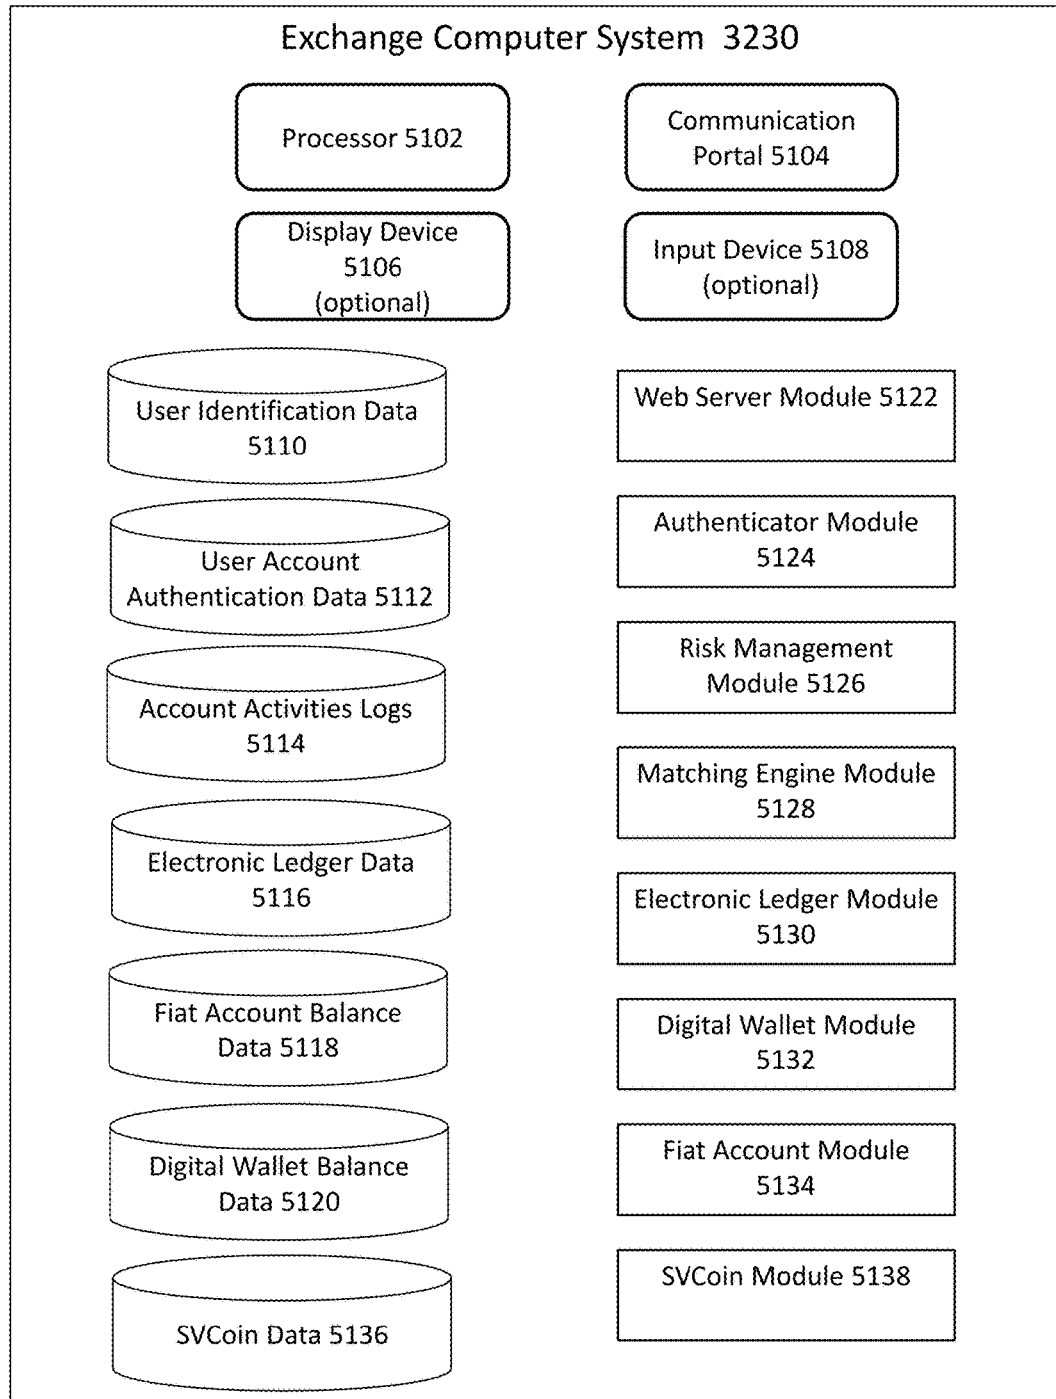 Exchange Computer System 3230
Processor 5102
Communication
Portal 5104
Display Device
5106
(optional)
Input Device 5108
(optional)
User Identification Data
5110
User Account
Authentication Data 5112
Account Activities Logs
5114
Electronic Ledger Data
5116
Fiat Account Balance
Data 5118
Digital Wallet Balance
Data 5120
SVCoin Data 5136
Web Server Module 5122
Authenticator Module
5124
Risk Management
Module 5126
Matching Engine Module
5128
Electronic Ledger Module
5130
Digital Wallet Module
5132
Fiat Account Module
5134
SVCoin Module 5138